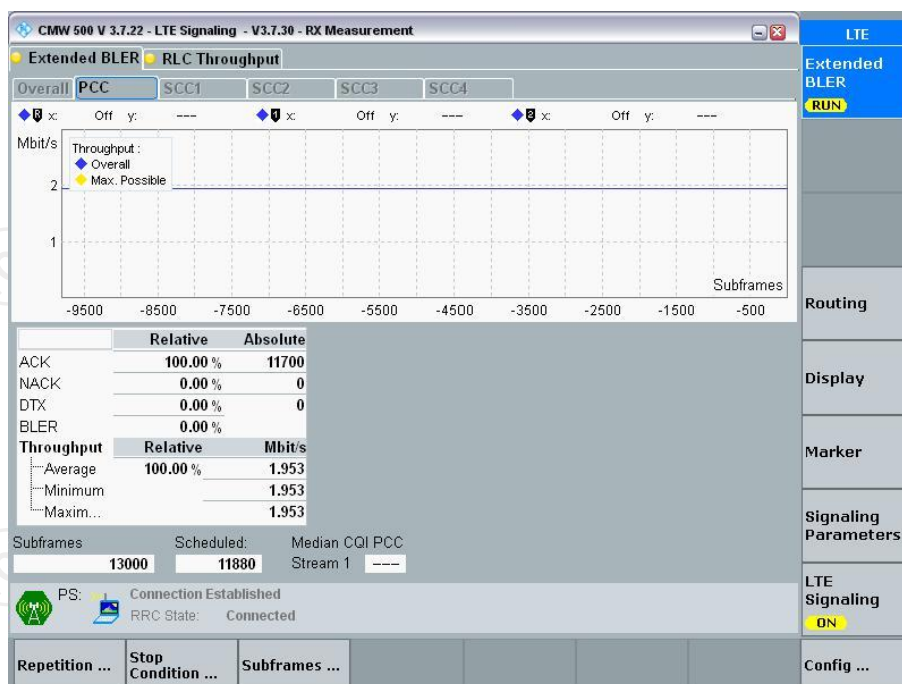 CMW 500 V 3.7.22 - LTE Signaling - V3.7.30 - RX Measurement
LTE
Extended BLER RLC Throughput
Extended BLER
RUN
Overall PCC SCC1 SCC2 SCC3 SCC4
R x: Off y: --- 1 x: Off y: --- 2 x: Off y: ---
Mbit/s
Throughput :
Overall
Max. Possible
2
1
Subframes
-9500 -8500 -7500 -6500 -5500 -4500 -3500 -2500 -1500 -500
Routing
Relative Absolute
ACK 100.00 % 11700
NACK 0.00 % 0
DTX 0.00 % 0
BLER 0.00 %
Throughput Relative Mbit/s
Average 100.00 % 1.953
Minimum 1.953
Maxim... 1.953
Display
Marker
Signaling Parameters
Subframes Scheduled: Median CQI PCC
13000 11880 Stream 1 ---
PS: Connection Established
RRC State: Connected
LTE Signaling
ON
Repetition ... Stop Condition ... Subframes ... Config ...